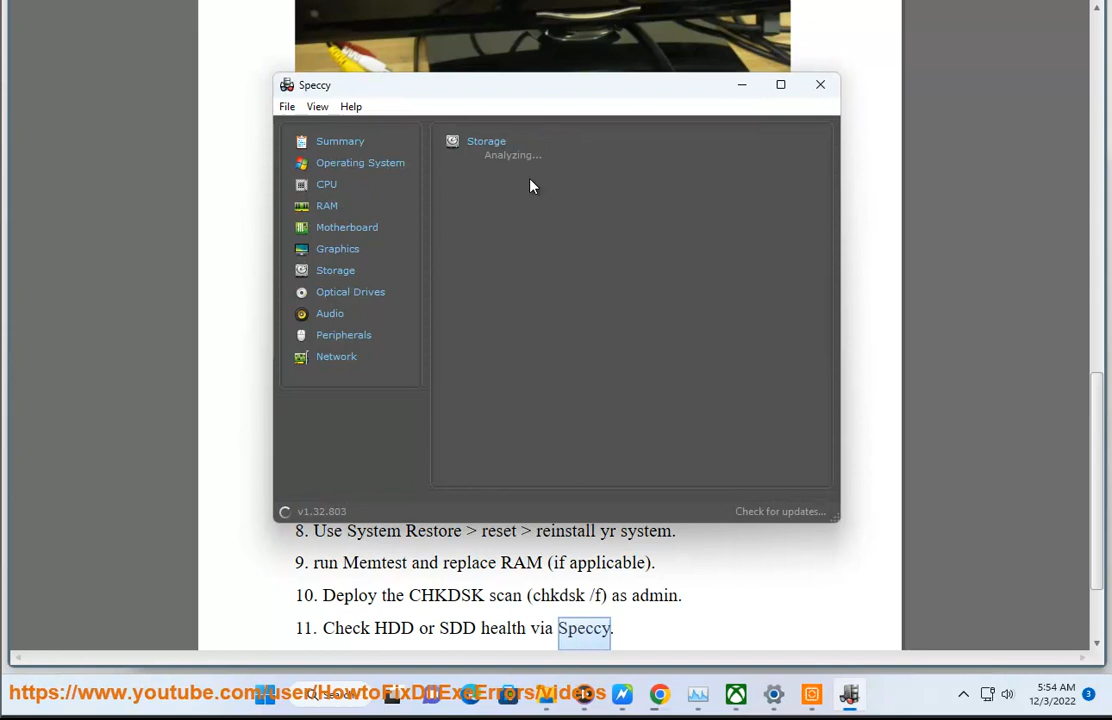 Speccy
File View Help
Summary
Operating System
CPU
RAM
Motherboard
Graphics
Storage
Optical Drives
Audio
Peripherals
Network
Storage
Analyzing...
v1.32.803
Check for updates...
8. Use System Restore > reset > reinstall yr system.
9. run Memtest and replace RAM (if applicable).
10. Deploy the CHKDSK scan (chkdsk /f) as admin.
11. Check HDD or SDD health via Speccy.
https://www.youtube.com/user/HowtoFixDllExeErrors/videos
Search
5:54 AM
12/3/2022
3